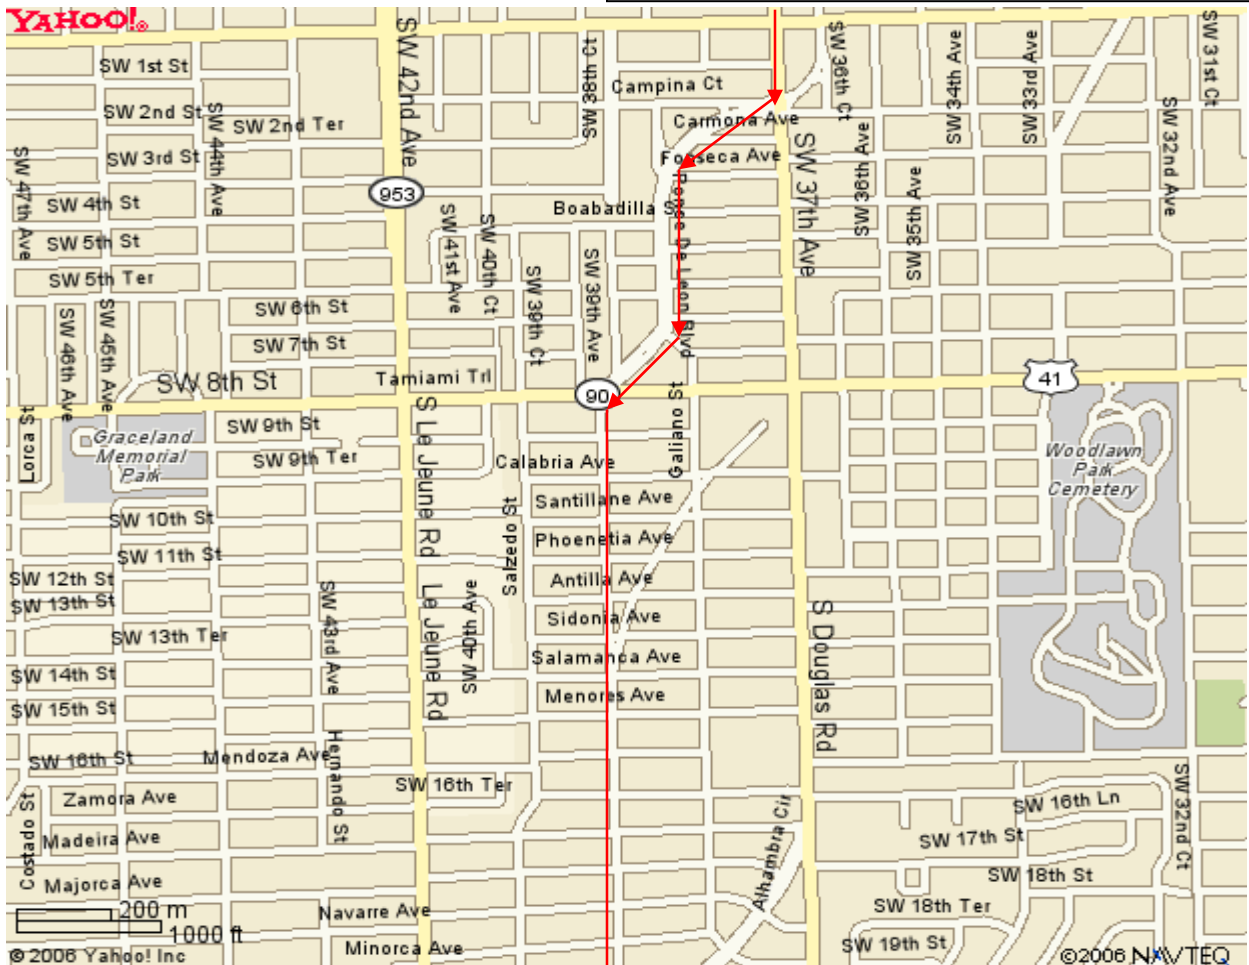 YAHOO!®
SW 42nd Ave
SW 38th Ct
SW 36th Ct
SW 34th Ave
SW 33rd Ave
SW 31st Ct
SW 1st St
Campina Ct
SW 2nd St
SW 44th Ave
SW 2nd Ter
Carmona Ave
SW 32nd Ave
SW 3rd St
Fonseca Ave
SW 37th Ave
SW 36th Ave
SW 47th Ave
953
SW 4th St
Boabadilla S
Ponce De Leon Blvd
SW 35th Ave
SW 5th St
SW 41st Ave
SW 40th Ct
SW 39th Ct
SW 39th Ave
SW 5th Ter
SW 46th Ave
SW 45th Ave
SW 6th St
SW 7th St
SW 8th St
Tamiami Trl
90
41
Galiano St
Lotca St
Graceland
Memorial
Park
SW 9th St
SW 9th Ter
S Le Jeune Rd
Calabria Ave
Woodlawn
Park
Cemetery
Santillane Ave
SW 10th St
Salzedo St
Phoenetia Ave
SW 11th St
SW 12th St
Antilla Ave
SW 13th St
SW 43rd Ave
Le Jeune Rd
SW 40th Ave
Sidonia Ave
S Douglas Rd
SW 13th Ter
Salamanca Ave
SW 14th St
Menores Ave
SW 15th St
SW 16th St
Mendoza Ave
Hernando St
SW 16th Ter
SW 32nd Ct
Costado St
Zamora Ave
Alhambra Cir
SW 16th Ln
Madeira Ave
SW 17th St
Majorca Ave
SW 18th St
200 m
Navarre Ave
SW 18th Ter
1000 ft
Minorca Ave
SW 19th St
© 2006 Yahoo! Inc
©2006 NAVTEQ